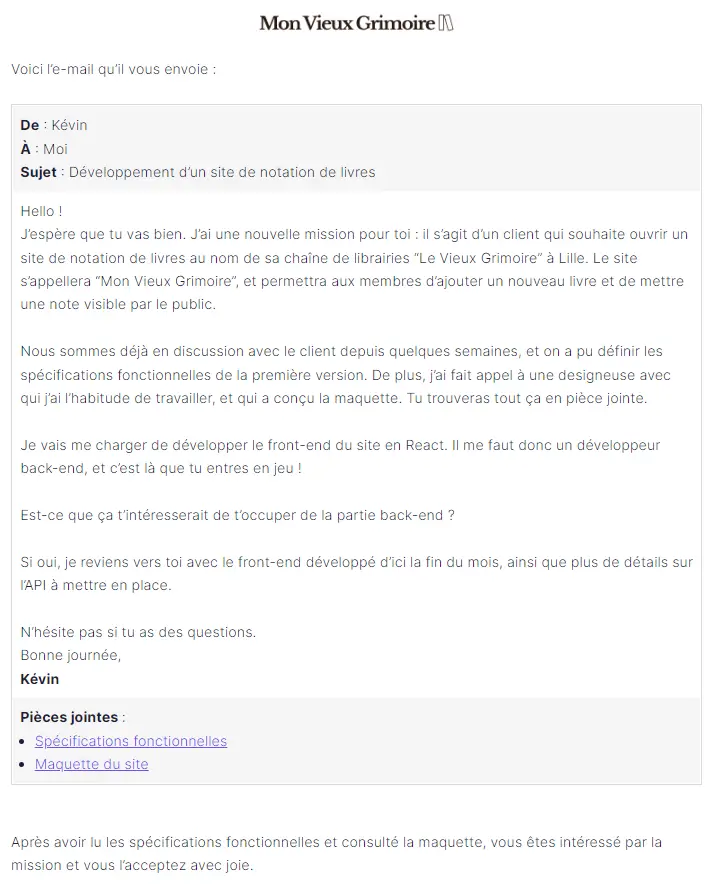 Mon Vieux Grimoire
Voici l'e-mail qu'il vous envoie :
De : Kévin
À : Moi
Sujet : Développement d'un site de notation de livres
Hello !
J'espère que tu vas bien. J'ai une nouvelle mission pour toi : il s'agit d'un client qui souhaite ouvrir un
site de notation de livres au nom de sa chaîne de librairies “Le Vieux Grimoire” à Lille. Le site
s'appellera “Mon Vieux Grimoire”, et permettra aux membres d'ajouter un nouveau livre et de mettre
une note visible par le public.
Nous sommes déjà en discussion avec le client depuis quelques semaines, et on a pu définir les
spécifications fonctionnelles de la première version. De plus, j'ai fait appel à une designeuse avec
qui j'ai l'habitude de travailler, et qui a conçu la maquette. Tu trouveras tout ça en pièce jointe.
Je vais me charger de développer le front-end du site en React. Il me faut donc un développeur
back-end, et c'est là que tu entres en jeu !
Est-ce que ça t'intéresserait de t'occuper de la partie back-end ?
Si oui, je reviens vers toi avec le front-end développé d'ici la fin du mois, ainsi que plus de détails sur
l'API à mettre en place.
N'hésite pas si tu as des questions.
Bonne journée,
Kévin
Pièces jointes :
• Spécifications fonctionnelles
• Maquette du site
Après avoir lu les spécifications fonctionnelles et consulté la maquette, vous êtes intéressé par la
mission et vous l'acceptez avec joie.